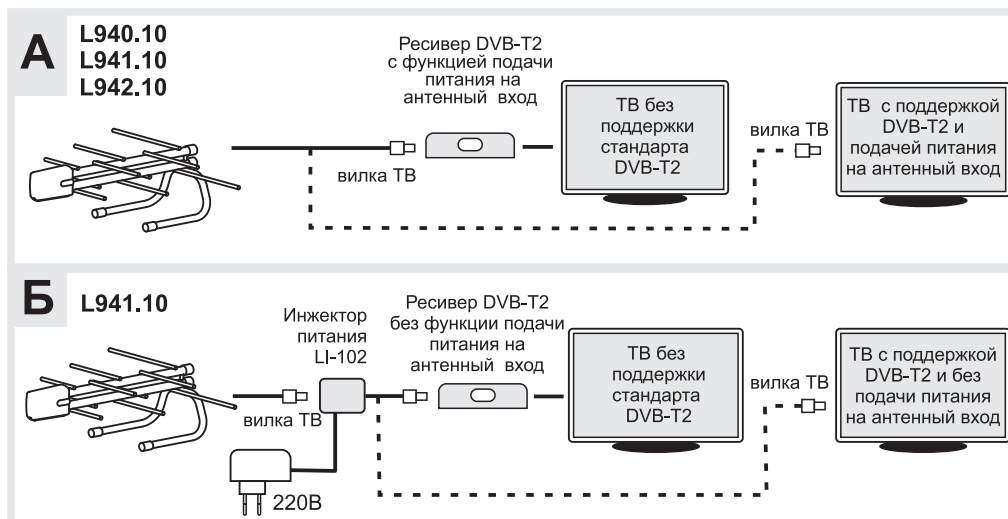 А
L940.10
L941.10
L942.10
Ресивер DVB-T2
с функцией подачи
питания на
антенный вход
вилка ТВ
ТВ без
поддержки
стандарта
DVB-T2
вилка ТВ
ТВ с поддержкой
DVB-T2 и
подачей питания
на антенный вход
Б
L941.10
вилка ТВ
Инжектор
питания
LI-102
220В
Ресивер DVB-T2
без функции подачи
питания на
антенный вход
ТВ без
поддержки
стандарта
DVB-T2
вилка ТВ
ТВ с поддержкой
DVB-T2 и без
подачи питания
на антенный вход